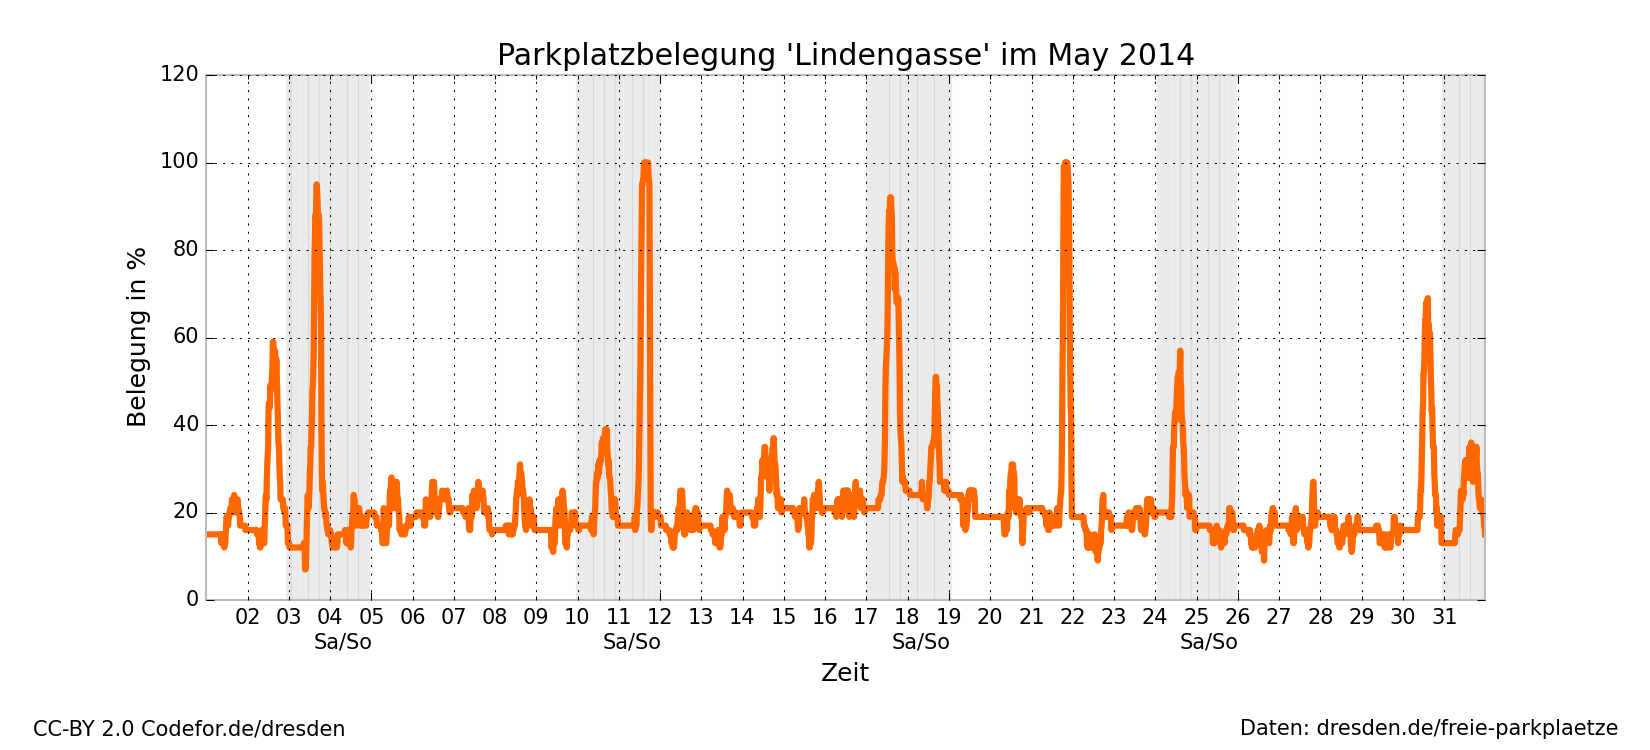 Parkplatzbelegung 'Lindengasse' im May 2014
120
100
80
60
40
20
0
Belegung in %
02 03 04 05 06 07 08 09 10 11 12 13 14 15 16 17 18 19 20 21 22 23 24 25 26 27 28 29 30 31
Sa/So Sa/So Sa/So Sa/So
Zeit
CC-BY 2.0 Codefor.de/dresden
Daten: dresden.de/freie-parkplaetze